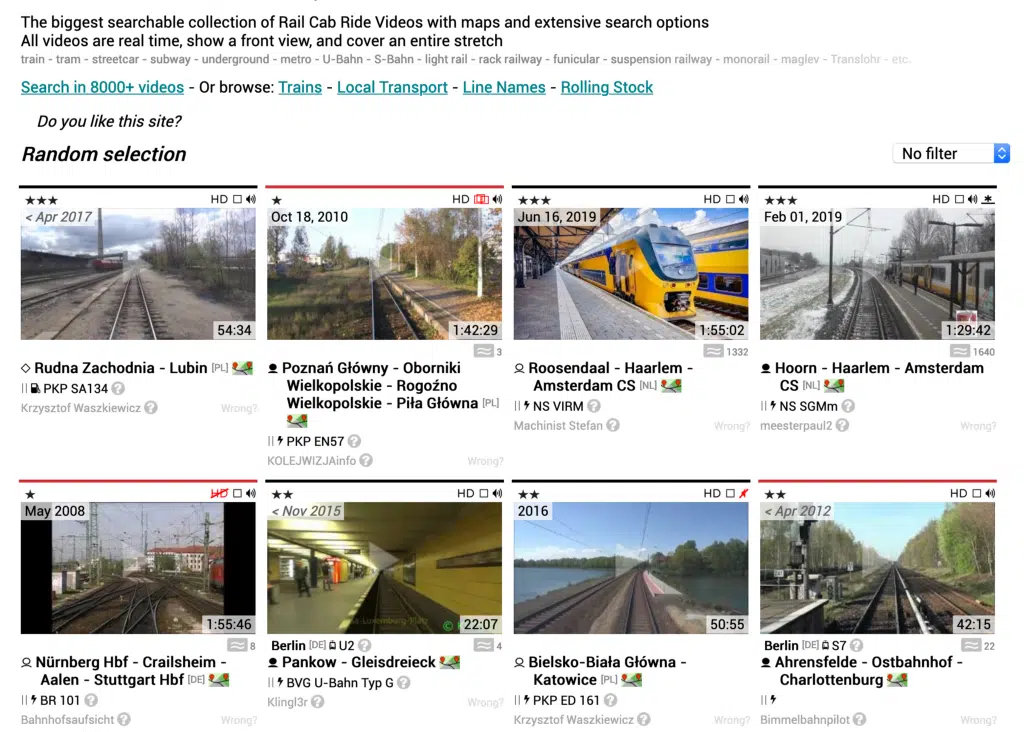 The biggest searchable collection of Rail Cab Ride Videos with maps and extensive search options
All videos are real time, show a front view, and cover an entire stretch
train - tram - streetcar - subway - underground - metro - U-Bahn - S-Bahn - light rail - rack railway - funicular - suspension railway - monorail - maglev - Translohr - etc.
Search in 8000+ videos - Or browse: Trains - Local Transport - Line Names - Rolling Stock
Do you like this site?
Random selection
No filter
★★★ HD
< Apr 2017
54:34
Rudna Zachodnia - Lubin [PL]
PKP SA134 ?
Krzysztof Waszkiewicz ? Wrong?
★ HD
Oct 18, 2010
1:42:29
3
Poznań Główny - Oborniki
Wielkopolskie - Rogoźno
Wielkopolskie - Piła Główna [PL]
PKP EN57 ?
KOLEJWIZJAinfo ? Wrong?
★★★ HD
Jun 16, 2019
1:55:02
1332
Roosendaal - Haarlem -
Amsterdam CS [NL]
NS VIRM ?
Machinist Stefan ? Wrong?
★★★ HD
Feb 01, 2019
1:29:42
1640
Hoorn - Haarlem - Amsterdam
CS [NL]
NS SGMm ?
meesterpaul2 ? Wrong?
★ HD
May 2008
1:55:46
8
Nürnberg Hbf - Crailsheim -
Aalen - Stuttgart Hbf [DE]
BR 101 ?
Bahnhofsaufsicht ? Wrong?
★★ HD
< Nov 2015
22:07
Berlin [DE] U2 ? 4
Pankow - Gleisdreieck
BVG U-Bahn Typ G ?
Klingl3r ? Wrong?
★★ HD
2016
50:55
Bielsko-Biała Główna -
Katowice [PL]
PKP ED 161 ?
Krzysztof Waszkiewicz ? Wrong?
★★ HD
< Apr 2012
42:15
Berlin [DE] S7 ? 22
Ahrensfelde - Ostbahnhof -
Charlottenburg
Bimmelbahnpilot ? Wrong?